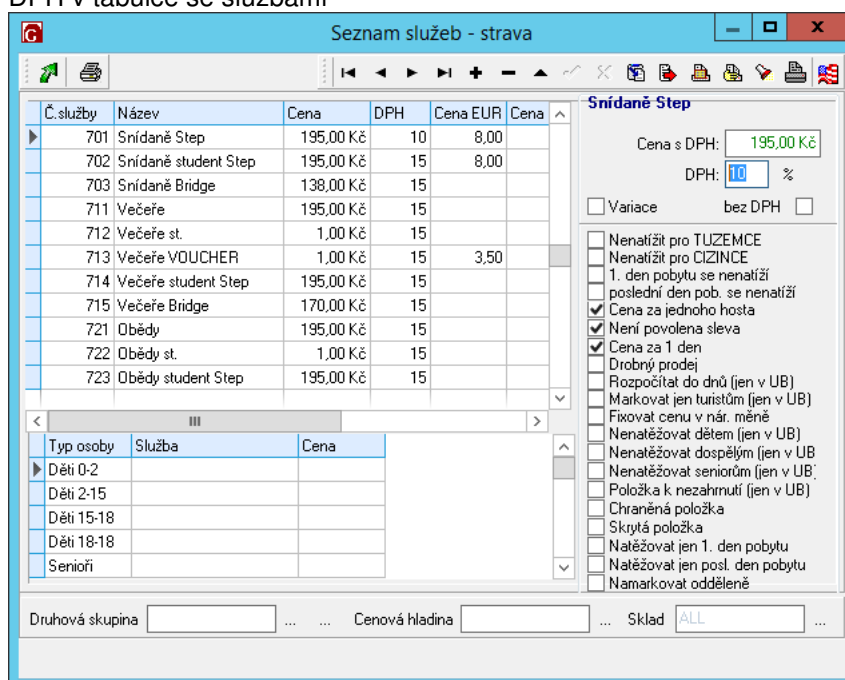 DPH v tabulce se službami
Seznam služeb - strava
Č.služby Název Cena DPH Cena EUR Cena
701 Snídaně Step 195,00 Kč 10 8,00
702 Snídaně student Step 195,00 Kč 15 8,00
703 Snídaně Bridge 138,00 Kč 15
711 Večeře 195,00 Kč 15
712 Večeře st. 1,00 Kč 15
713 Večeře VOUCHER 1,00 Kč 15 3,50
714 Večeře student Step 195,00 Kč 15
715 Večeře Bridge 170,00 Kč 15
721 Obědy 195,00 Kč 15
722 Obědy st. 1,00 Kč 15
723 Obědy student Step 195,00 Kč 15
Typ osoby Služba Cena
Děti 0-2
Děti 2-15
Děti 15-18
Děti 18-18
Senioři
Snídaně Step
Cena s DPH: 195,00 Kč
DPH: 10 %
Variace bez DPH
Nenatížit pro TUZEMCE
Nenatížit pro CIZINCE
1. den pobytu se nenatíží
poslední den pob. se nenatíží
Cena za jednoho hosta
Není povolena sleva
Cena za 1 den
Drobný prodej
Rozpočítat do dnů (jen v UB)
Markovat jen turistům (jen v UB)
Fixovat cenu v nár. měně
Nenatěžovat dětem (jen v UB)
Nenatěžovat dospělým (jen v UB
Nenatěžovat seniorům (jen v UB)
Položka k nezahrnutí (jen v UB)
Chraněná položka
Skrytá položka
Natěžovat jen 1. den pobytu
Natěžovat jen posl. den pobytu
Namarkovat odděleně
Druhová skupina ... ... Cenová hladina ... Sklad ALL ...